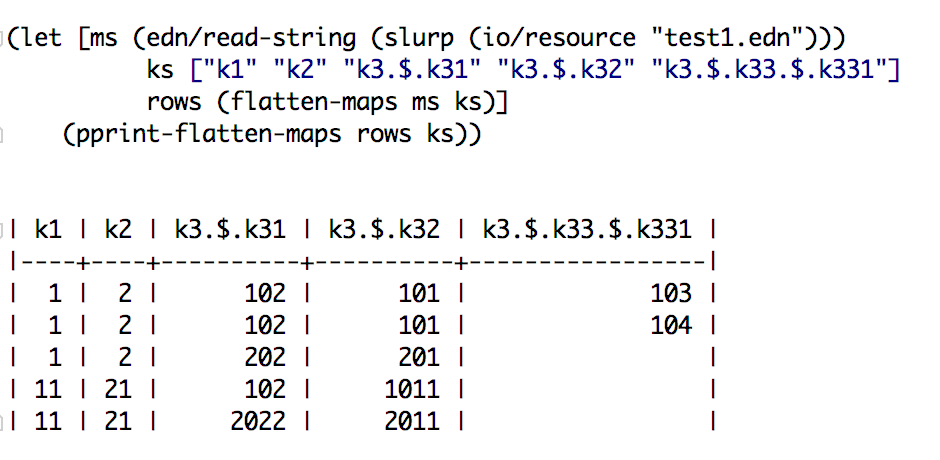 (let [ms (edn/read-string (slurp (io/resource "test1.edn")))
ks ["k1" "k2" "k3.$.k31" "k3.$.k32" "k3.$.k33.$.k331"]
rows (flatten-maps ms ks)]
(pprint-flatten-maps rows ks))
| k1 | k2 | k3.$.k31 | k3.$.k32 | k3.$.k33.$.k331 |
|----+----+----------+----------+-----------------|
| 1 | 2 | 102 | 101 | 103 |
| 1 | 2 | 102 | 101 | 104 |
| 1 | 2 | 202 | 201 | |
| 11 | 21 | 102 | 1011 | |
| 11 | 21 | 2022 | 2011 | |